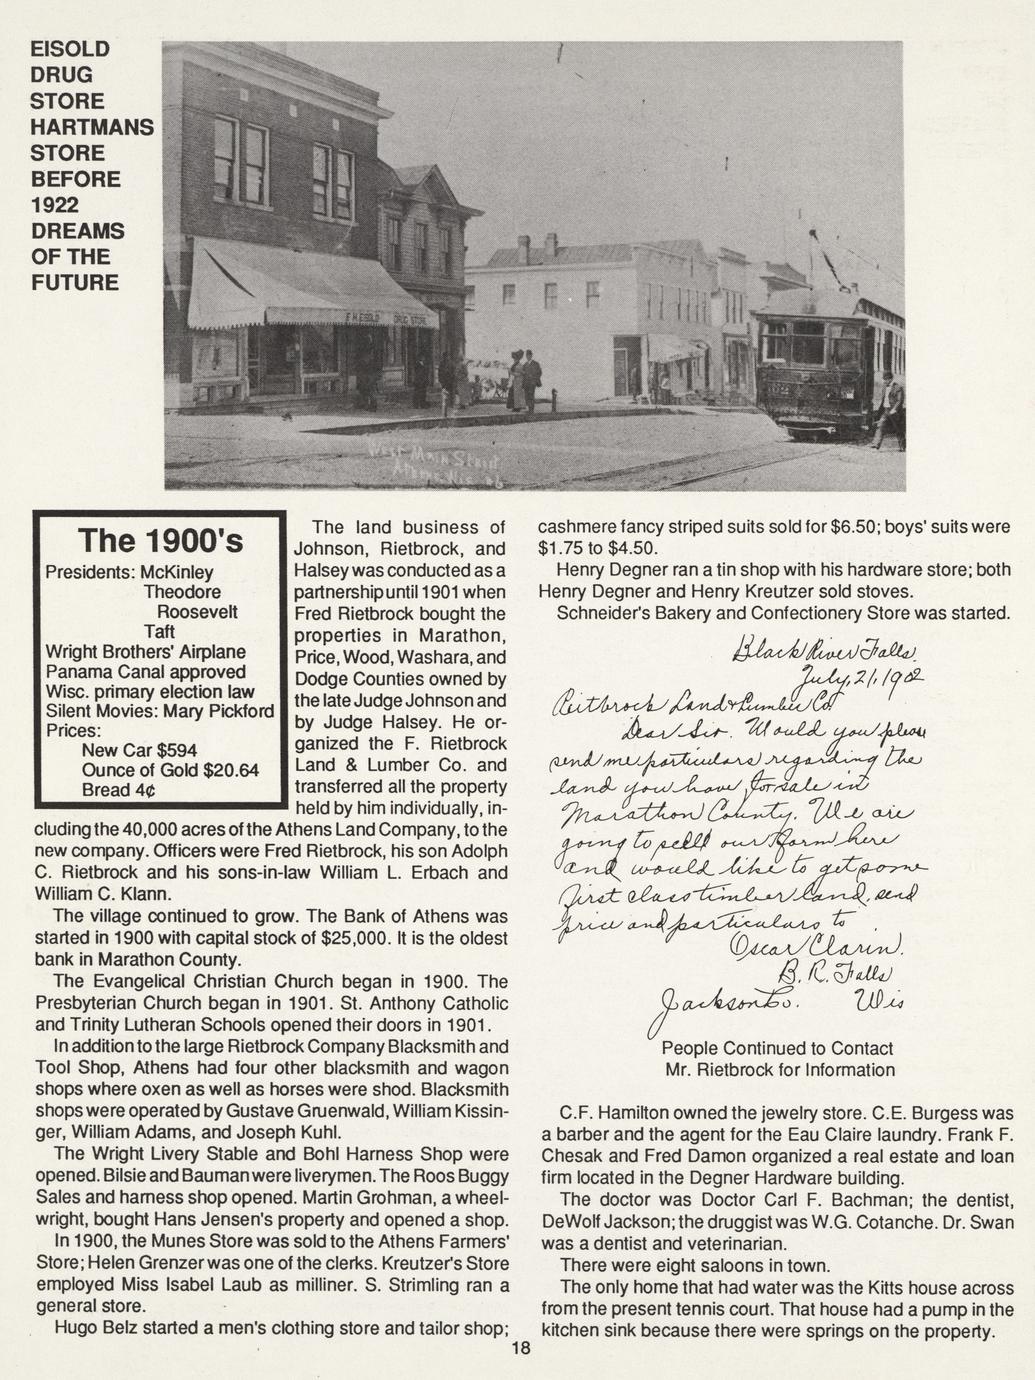 EISOLD
DRUG
STORE
HARTMANS
STORE
BEFORE
1922
DREAMS
OF THE
FUTURE
F.H. EISOLD DRUG STORE
West Main Street
Athens, Wis
The 1900's
Presidents: McKinley
Theodore
Roosevelt
Taft
Wright Brothers' Airplane
Panama Canal approved
Wisc. primary election law
Silent Movies: Mary Pickford
Prices:
New Car $594
Ounce of Gold $20.64
Bread 4¢
The land business of
Johnson, Rietbrock, and
Halsey was conducted as a
partnership until 1901 when
Fred Rietbrock bought the
properties in Marathon,
Price, Wood, Washara, and
Dodge Counties owned by
the late Judge Johnson and
by Judge Halsey. He or-
ganized the F. Rietbrock
Land & Lumber Co. and
transferred all the property
held by him individually, in-
cluding the 40,000 acres of the Athens Land Company, to the
new company. Officers were Fred Rietbrock, his son Adolph
C. Rietbrock and his sons-in-law William L. Erbach and
William C. Klann.
The village continued to grow. The Bank of Athens was
started in 1900 with capital stock of $25,000. It is the oldest
bank in Marathon County.
The Evangelical Christian Church began in 1900. The
Presbyterian Church began in 1901. St. Anthony Catholic
and Trinity Lutheran Schools opened their doors in 1901.
In addition to the large Rietbrock Company Blacksmith and
Tool Shop, Athens had four other blacksmith and wagon
shops where oxen as well as horses were shod. Blacksmith
shops were operated by Gustave Gruenwald, William Kissin-
ger, William Adams, and Joseph Kuhl.
The Wright Livery Stable and Bohl Harness Shop were
opened. Bilsie and Bauman were liverymen. The Roos Buggy
Sales and harness shop opened. Martin Grohman, a wheel-
wright, bought Hans Jensen's property and opened a shop.
In 1900, the Munes Store was sold to the Athens Farmers'
Store; Helen Grenzer was one of the clerks. Kreutzer's Store
employed Miss Isabel Laub as milliner. S. Strimling ran a
general store.
Hugo Belz started a men's clothing store and tailor shop;
cashmere fancy striped suits sold for $6.50; boys' suits were
$1.75 to $4.50.
Henry Degner ran a tin shop with his hardware store; both
Henry Degner and Henry Kreutzer sold stoves.
Schneider's Bakery and Confectionery Store was started.
Black River Falls.
July, 21, 1902
Reitbrock Land & Lumber Co
Dear Sir. Would you please
send me particulars regarding the
land you have for sale in
Marathon County. We are
going to sell our farm here
and would like to get some
first class timber land. send
price and particulars to
Oscar Clarin.
B. R. Falls
Jackson Co. Wis
People Continued to Contact
Mr. Rietbrock for Information
C.F. Hamilton owned the jewelry store. C.E. Burgess was
a barber and the agent for the Eau Claire laundry. Frank F.
Chesak and Fred Damon organized a real estate and loan
firm located in the Degner Hardware building.
The doctor was Doctor Carl F. Bachman; the dentist,
DeWolf Jackson; the druggist was W.G. Cotanche. Dr. Swan
was a dentist and veterinarian.
There were eight saloons in town.
The only home that had water was the Kitts house across
from the present tennis court. That house had a pump in the
kitchen sink because there were springs on the property.
18